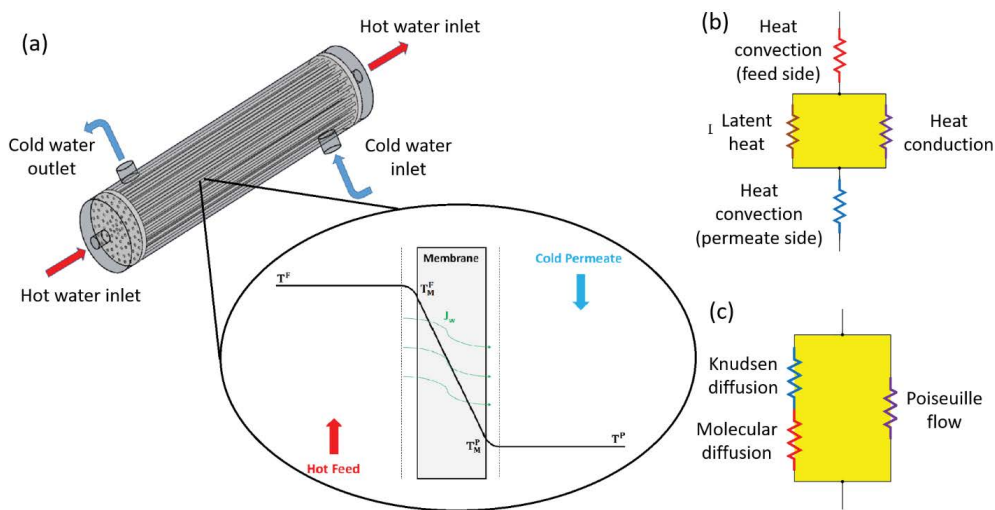 (a)
Hot water inlet
Cold water
outlet
Cold water
inlet
Hot water inlet
Membrane
Cold Permeate
T^F
T_M^F
J_w
T_M^P
T^P
Hot Feed
(b)
Heat
convection
(feed side)
I
Latent
heat
Heat
conduction
Heat
convection
(permeate side)
(c)
Knudsen
diffusion
Molecular
diffusion
Poiseuille
flow